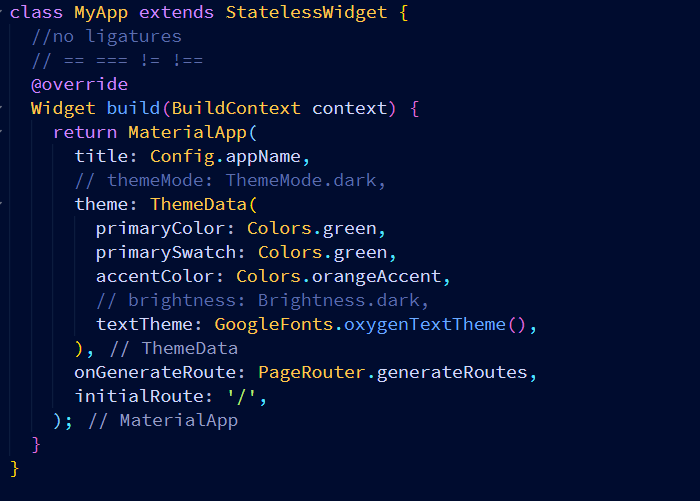 class MyApp extends StatelessWidget {
  //no ligatures
  // == === != !==
  @override
  Widget build(BuildContext context) {
    return MaterialApp(
      title: Config.appName,
      // themeMode: ThemeMode.dark,
      theme: ThemeData(
        primaryColor: Colors.green,
        primarySwatch: Colors.green,
        accentColor: Colors.orangeAccent,
        // brightness: Brightness.dark,
        textTheme: GoogleFonts.oxygenTextTheme(),
      ), // ThemeData
      onGenerateRoute: PageRouter.generateRoutes,
      initialRoute: '/',
    ); // MaterialApp
  }
}